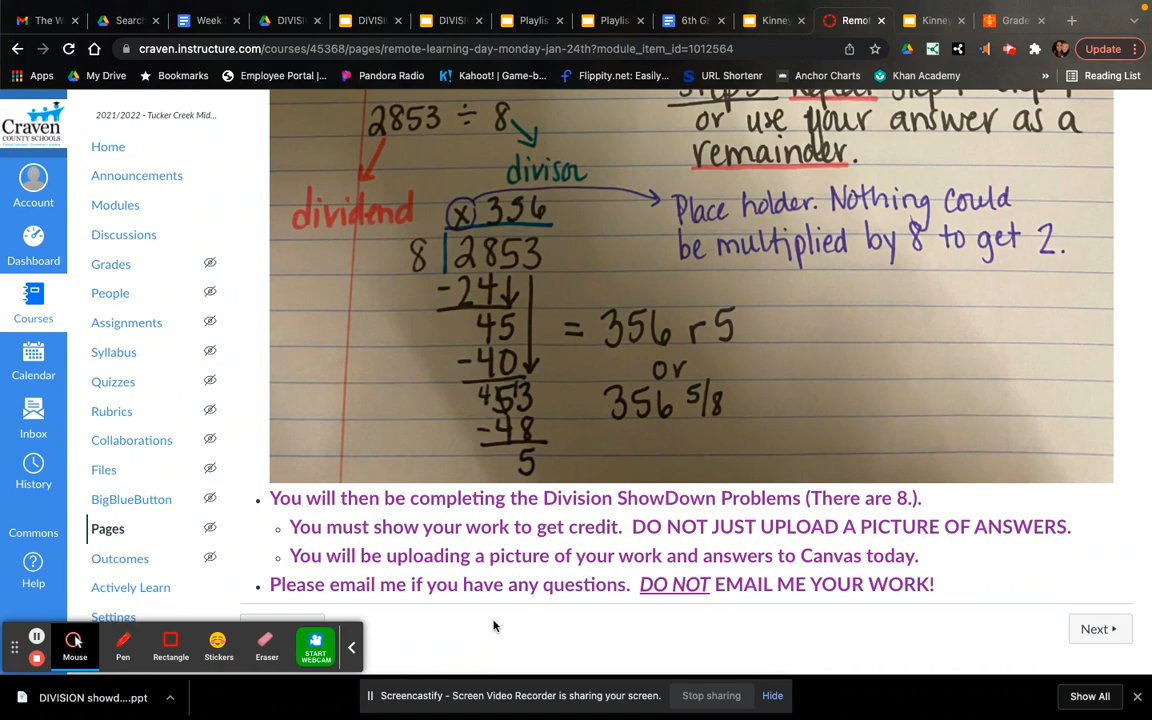 The W
Search
Week
DIVISI
DIVISI
DIVISI
Playlis
Playlis
6th Gr
Kinney
Remot
Kinney
Grade
craven.instructure.com/courses/45368/pages/remote-learning-day-monday-jan-24th?module_item_id=1012564
Update
Apps
My Drive
Bookmarks
Employee Portal |...
Pandora Radio
Kahoot! | Game-b...
Flippity.net: Easily...
URL Shortenr
Anchor Charts
Khan Academy
»
Reading List
Craven
COUNTY SCHOOLS
Account
Dashboard
Courses
Calendar
Inbox
History
Commons
Help
2021/2022 - Tucker Creek Mid...
Home
Announcements
Modules
Discussions
Grades
People
Assignments
Syllabus
Quizzes
Rubrics
Collaborations
Files
BigBlueButton
Pages
Outcomes
Actively Learn
Settings
or use your answer as a
remainder.
2853 ÷ 8
divisor
dividend
x 356
8 2853
-24
45
-40
453
-48
5
Place holder. Nothing could
be multiplied by 8 to get 2.
= 356 r 5
or
356 5/8
You will then be completing the Division ShowDown Problems (There are 8.).
You must show your work to get credit. DO NOT JUST UPLOAD A PICTURE OF ANSWERS.
You will be uploading a picture of your work and answers to Canvas today.
Please email me if you have any questions. DO NOT EMAIL ME YOUR WORK!
Next
Mouse
Pen
Rectangle
Stickers
Eraser
START
WEBCAM
DIVISION showd....ppt
Screencastify - Screen Video Recorder is sharing your screen.
Stop sharing
Hide
Show All